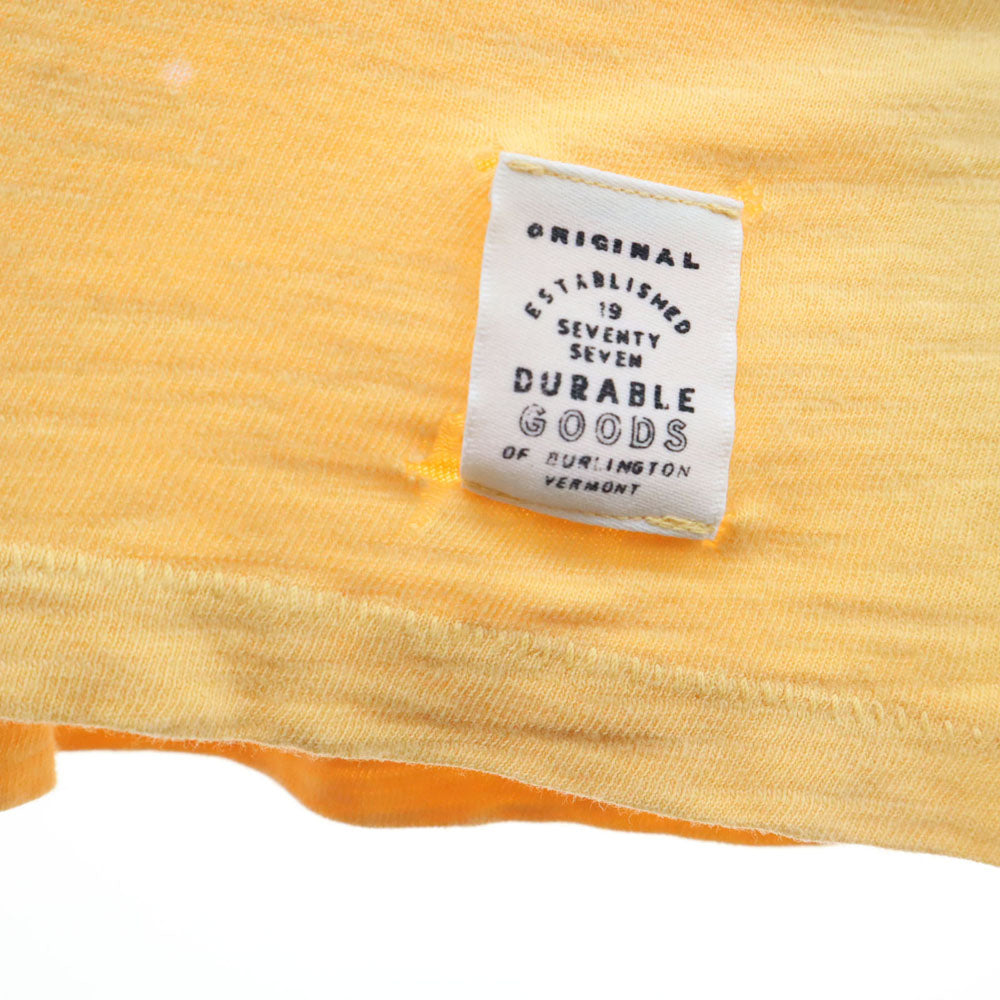 ORIGINAL
ESTABLISHED
19
SEVENTY
SEVEN
DURABLE
GOODS
OF BURLINGTON
VERMONT